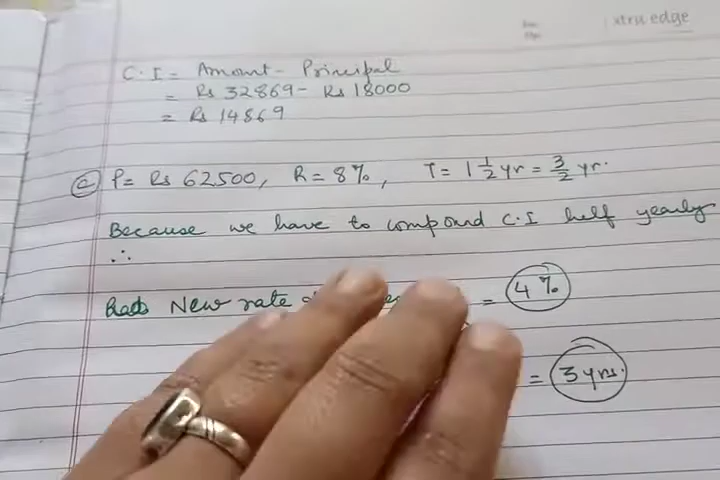 xtra edge
C.I = Amount - Principal
= Rs 32869 - Rs 18000
= Rs 14869
(c) P= Rs 62500, R = 8%, T= 1 1/2 yr = 3/2 yr.
Because we have to compound C.I half yearly
∴
New rate = 4%
= 3 yrs.